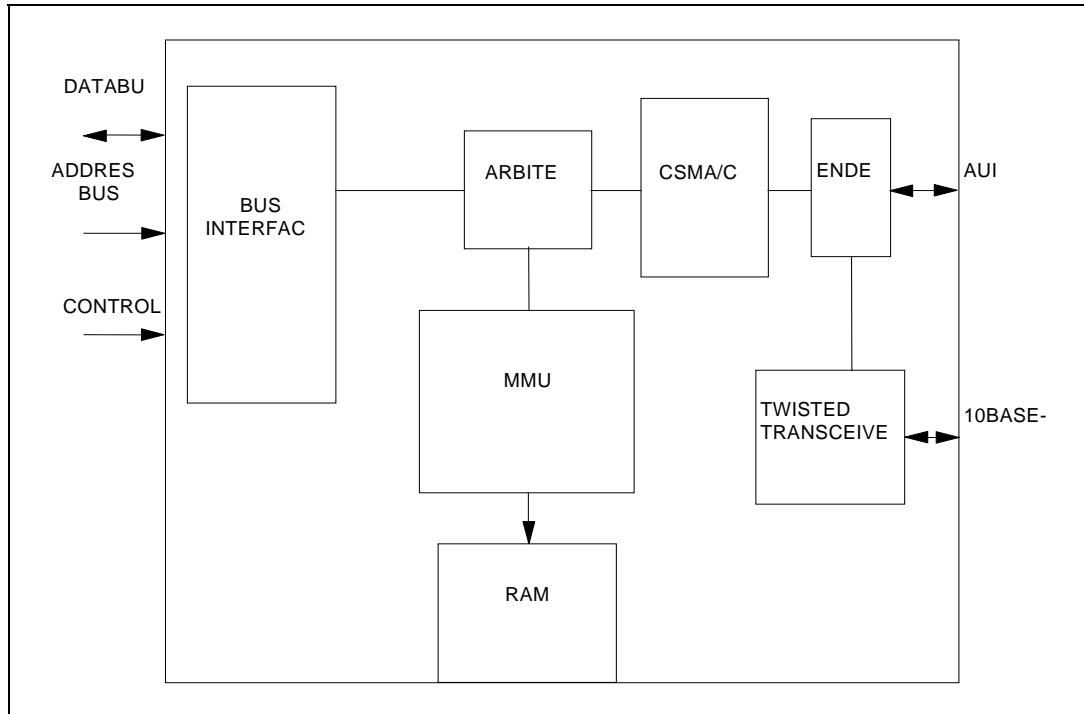 DATABU
ADDRES
BUS
CONTROL
BUS
INTERFAC
ARBITE
CSMA/C
ENDE
AUI
MMU
TWISTED
TRANSCEIVE
10BASE-
RAM